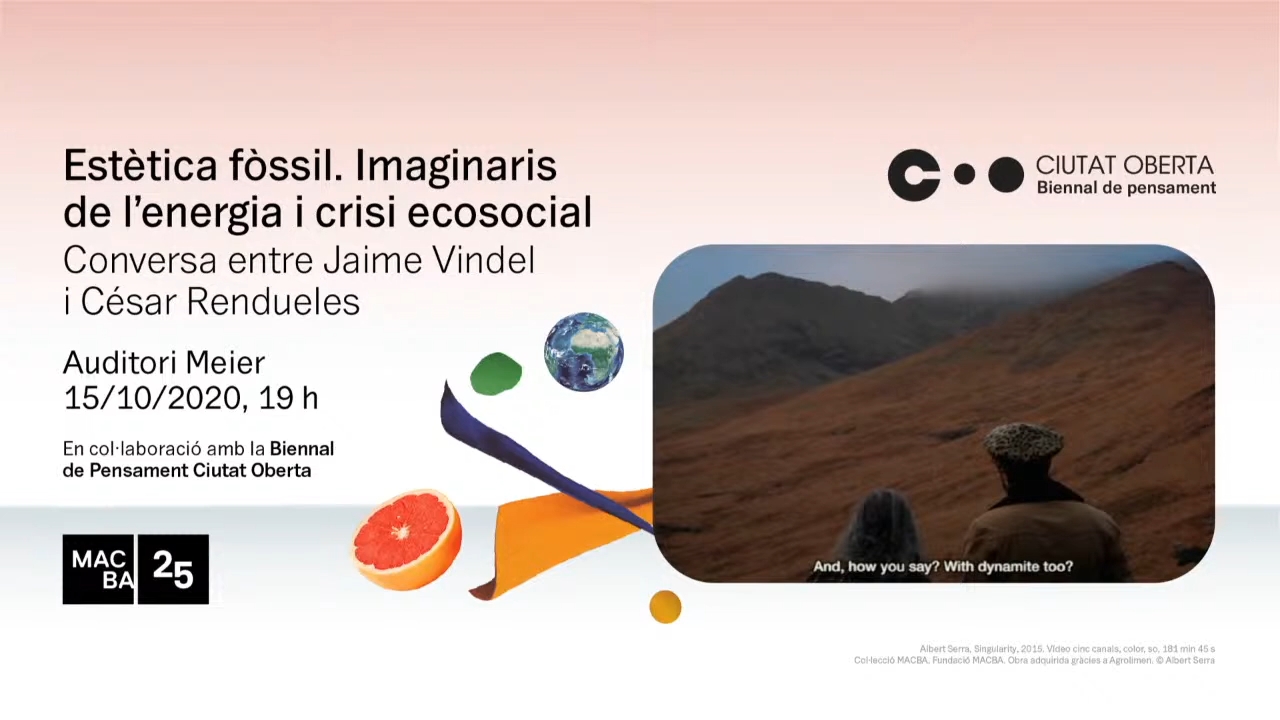 Estètica fòssil. Imaginaris
de l'energia i crisi ecosocial
Conversa entre Jaime Vindel
i César Rendueles
Auditori Meier
15/10/2020, 19 h
En col·laboració amb la Biennal
de Pensament Ciutat Oberta
MAC
BA
25
CIUTAT OBERTA
Biennal de pensament
And, how you say? With dynamite too?
Albert Serra, Singularity, 2015. Vídeo cinc canals, color, so, 181 min 45 s
Col·lecció MACBA. Fundació MACBA. Obra adquirida gràcies a Agrolimen. © Albert Serra